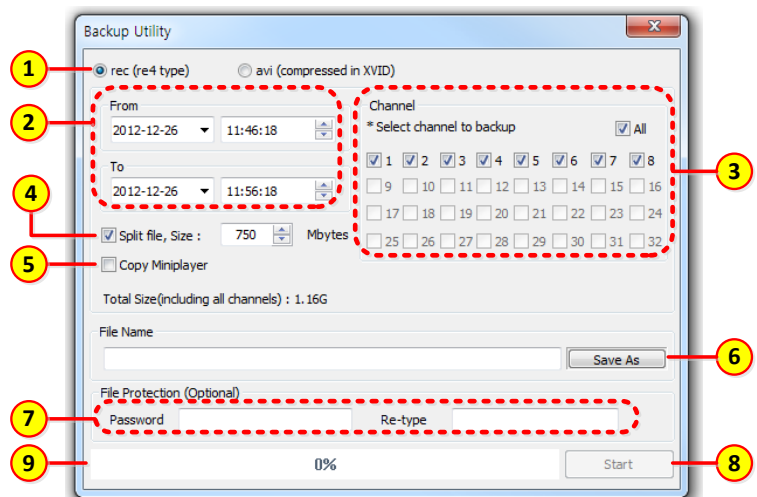 Backup Utility
1
rec (re4 type) avi (compressed in XVID)
2
From
2012-12-26 11:46:18
To
2012-12-26 11:56:18
Channel
* Select channel to backup All
1 2 3 4 5 6 7 8
9 10 11 12 13 14 15 16
17 18 19 20 21 22 23 24
25 26 27 28 29 30 31 32
3
4
Split file, Size : 750 Mbytes
5
Copy Miniplayer
Total Size(including all channels) : 1.16G
File Name
Save As
6
File Protection (Optional)
7
Password Re-type
9
0%
Start
8